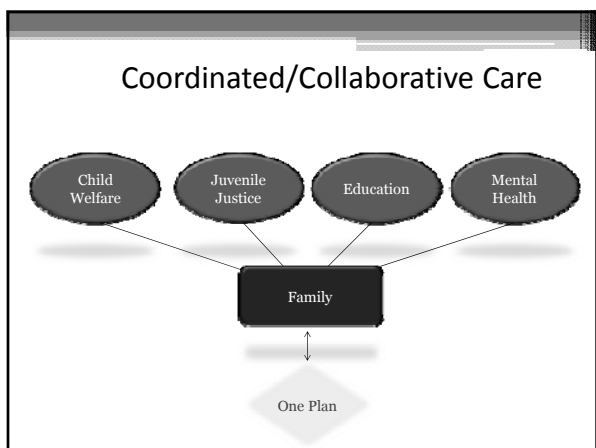 Coordinated/Collaborative Care
Child
Welfare
Juvenile
Justice
Education
Mental
Health
Family
One Plan